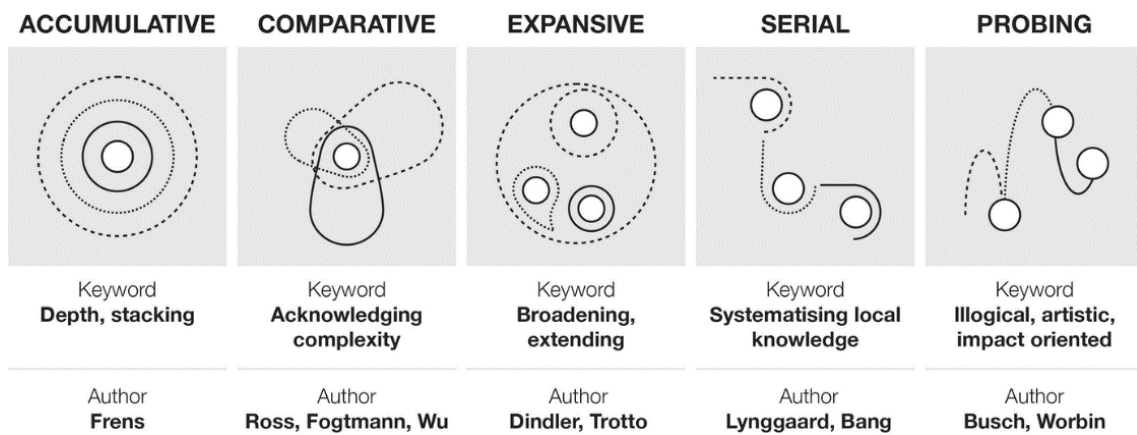 ACCUMULATIVE
Keyword
Depth, stacking
Author
Frens
COMPARATIVE
Keyword
Acknowledging
complexity
Author
Ross, Fogtmann, Wu
EXPANSIVE
Keyword
Broadening,
extending
Author
Dindler, Trotto
SERIAL
Keyword
Systematising local
knowledge
Author
Lynggaard, Bang
PROBING
Keyword
Illogical, artistic,
impact oriented
Author
Busch, Worbin